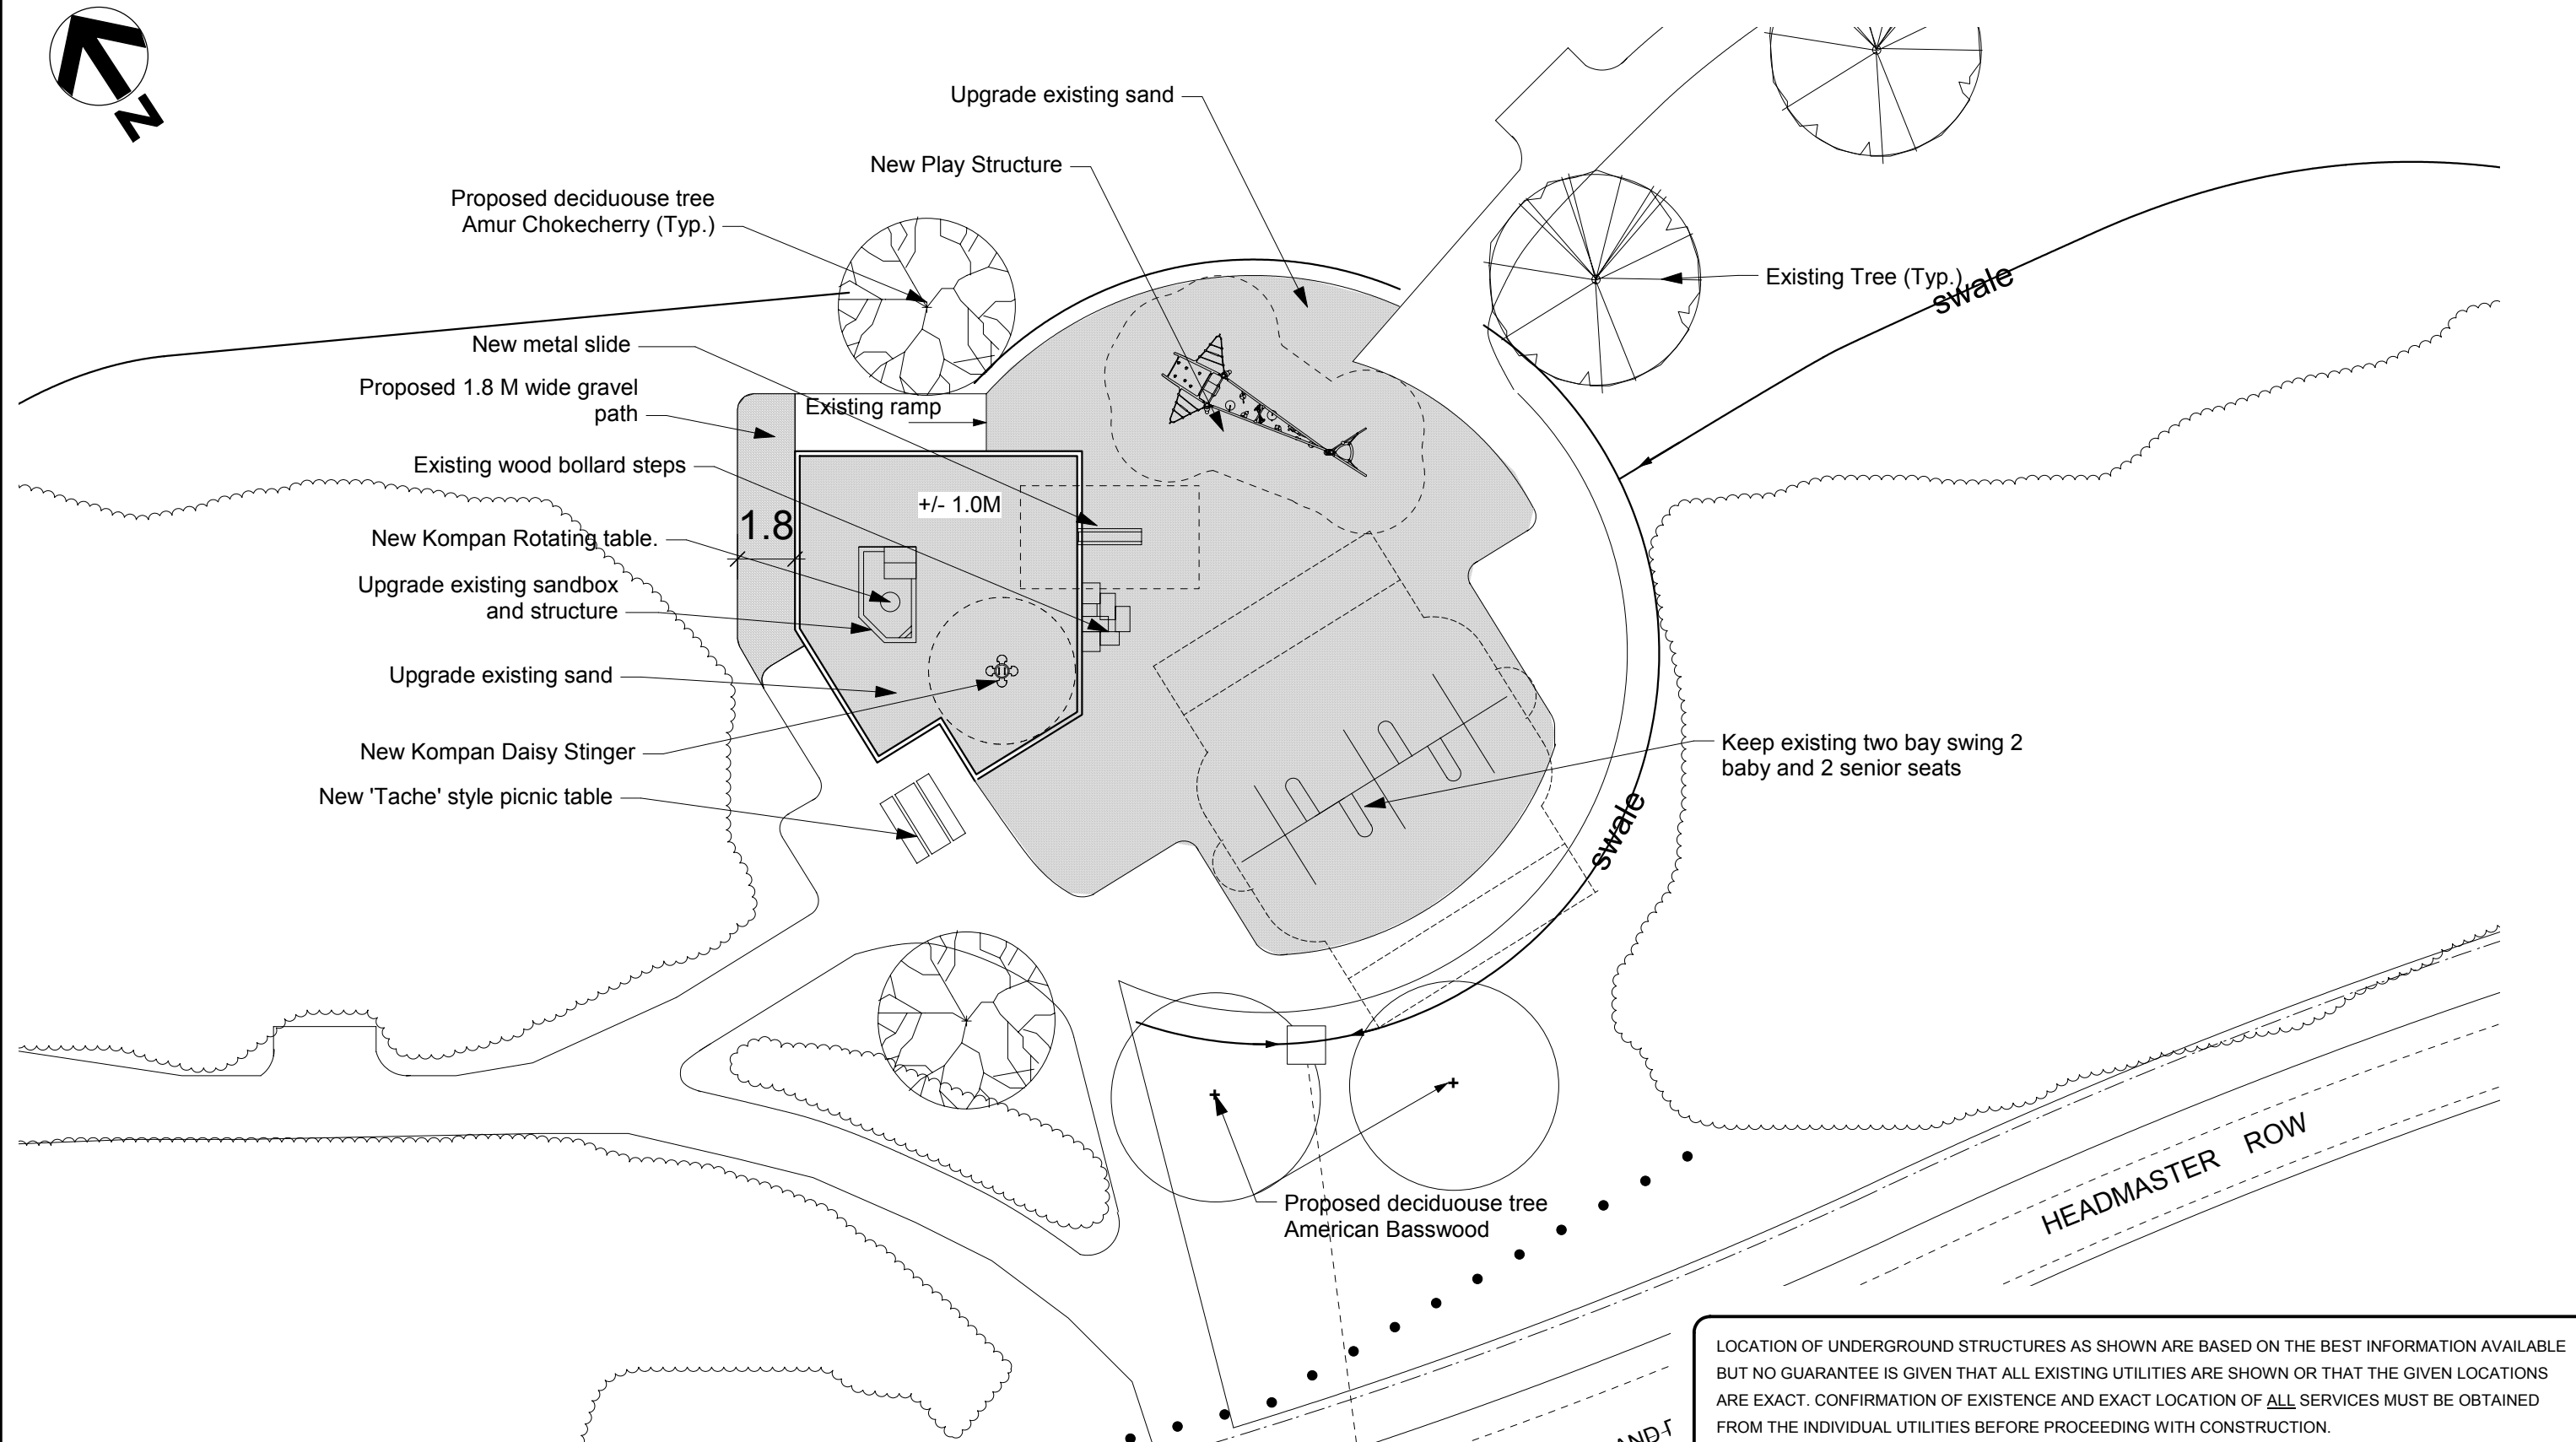 N
Upgrade existing sand
New Play Structure
Proposed deciduouse tree
Amur Chokecherry (Typ.)
Existing Tree (Typ.)
swale
New metal slide
Proposed 1.8 M wide gravel
path
Existing ramp
Existing wood bollard steps
+/- 1.0M
1.8
New Kompan Rotating table.
Upgrade existing sandbox
and structure
Upgrade existing sand
New Kompan Daisy Stinger
New 'Tache' style picnic table
Keep existing two bay swing 2
baby and 2 senior seats
swale
Proposed deciduouse tree
American Basswood
HEADMASTER ROW
LOCATION OF UNDERGROUND STRUCTURES AS SHOWN ARE BASED ON THE BEST INFORMATION AVAILABLE
BUT NO GUARANTEE IS GIVEN THAT ALL EXISTING UTILITIES ARE SHOWN OR THAT THE GIVEN LOCATIONS
ARE EXACT. CONFIRMATION OF EXISTENCE AND EXACT LOCATION OF ALL SERVICES MUST BE OBTAINED
FROM THE INDIVIDUAL UTILITIES BEFORE PROCEEDING WITH CONSTRUCTION.